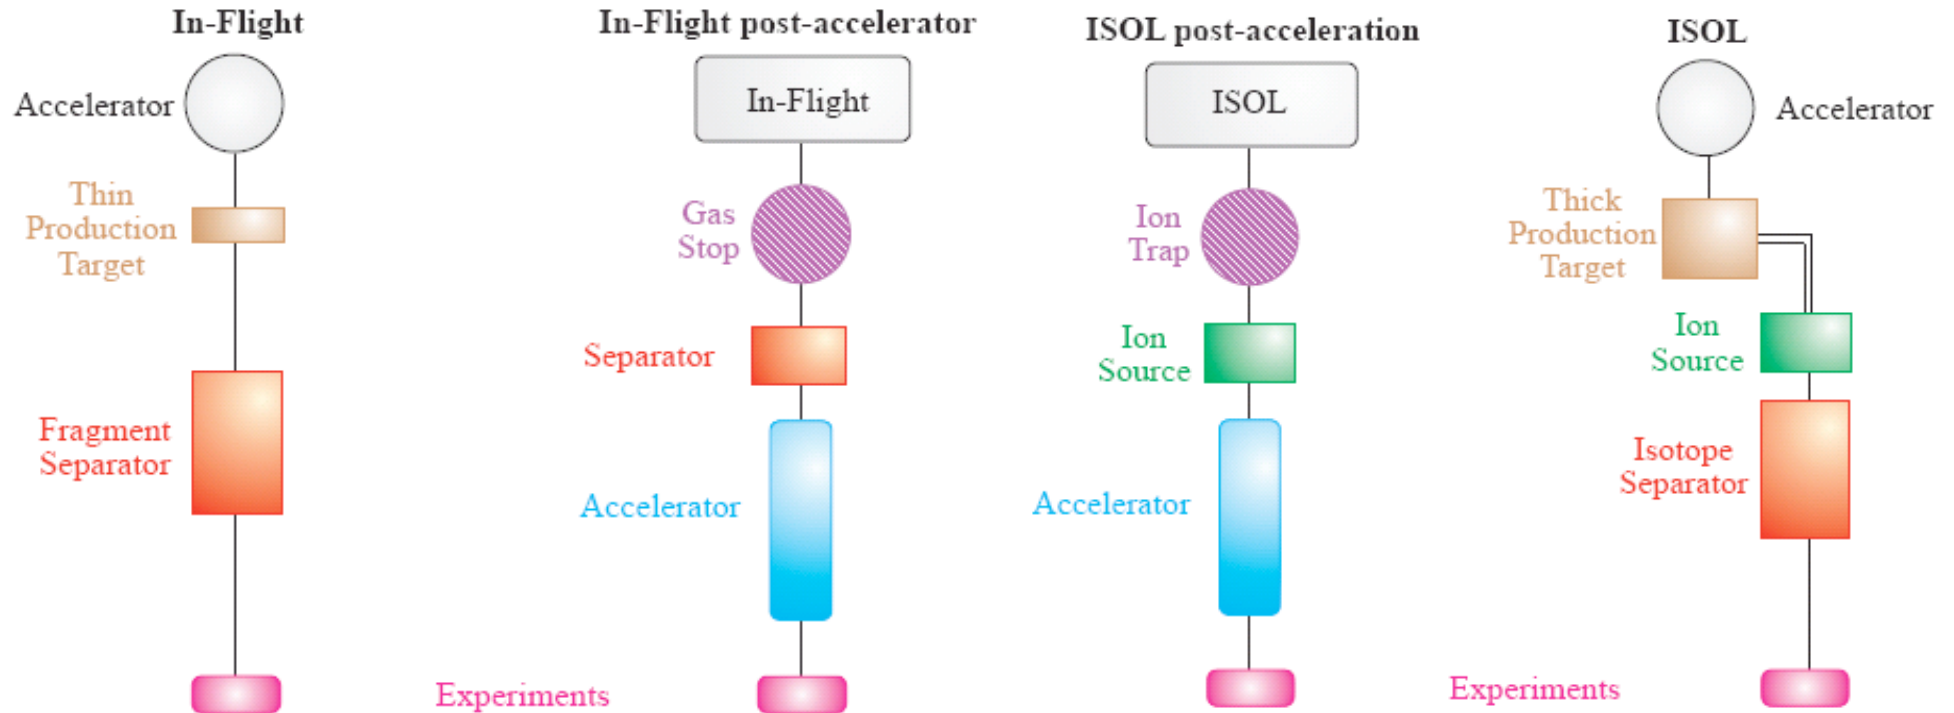 In-Flight
Accelerator
Thin
Production
Target
Fragment
Separator
In-Flight post-accelerator
In-Flight
Gas
Stop
Separator
Accelerator
Experiments
ISOL post-acceleration
ISOL
Ion
Trap
Ion
Source
Accelerator
ISOL
Accelerator
Thick
Production
Target
Ion
Source
Isotope
Separator
Experiments